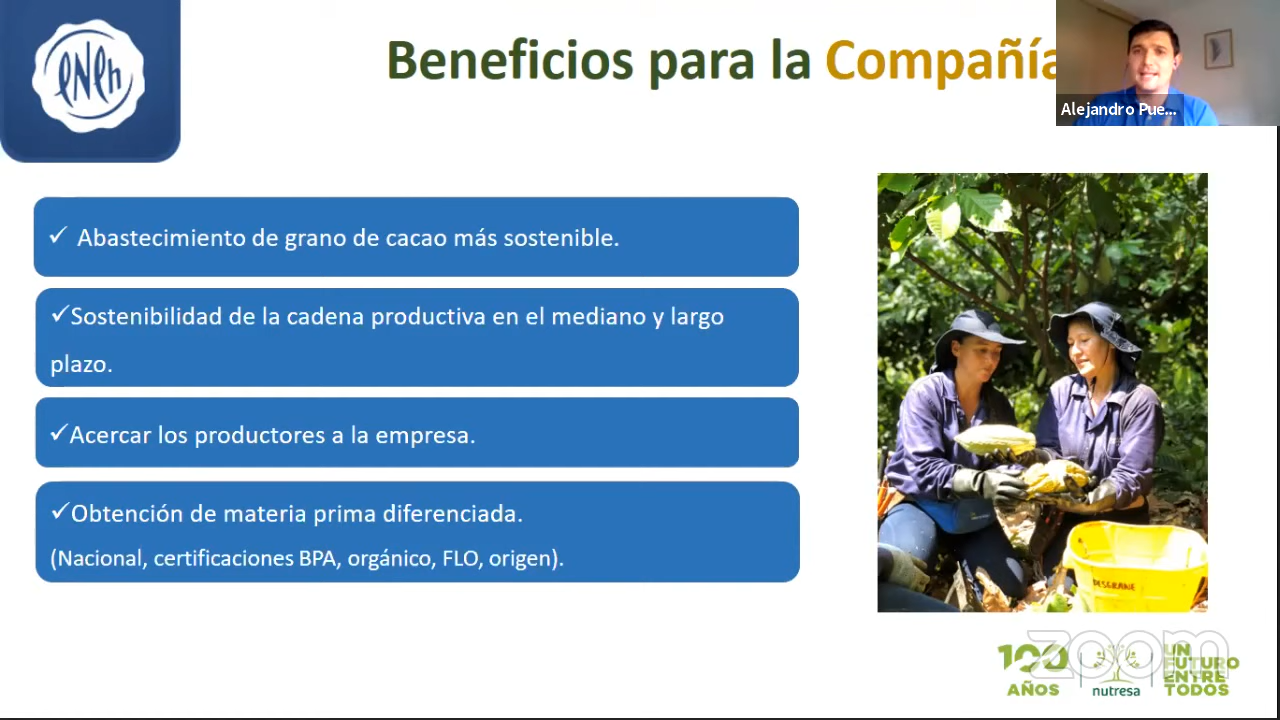 Beneficios para la Compañía
Alejandro Pue...
✓ Abastecimiento de grano de cacao más sostenible.
✓Sostenibilidad de la cadena productiva en el mediano y largo
plazo.
✓Acercar los productores a la empresa.
✓Obtención de materia prima diferenciada.
(Nacional, certificaciones BPA, orgánico, FLO, origen).
DESGRANE
zoom
100
AÑOS
nutresa
UN
FUTURO
ENTRE
TODOS